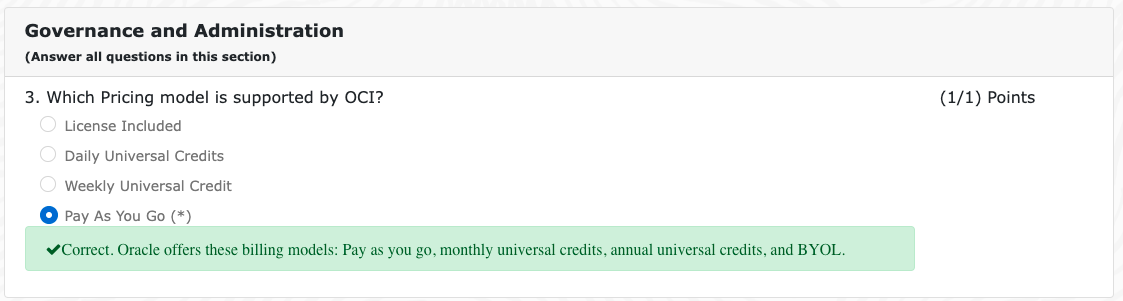 Governance and Administration
(Answer all questions in this section)
3. Which Pricing model is supported by OCI? (1/1) Points
License Included
Daily Universal Credits
Weekly Universal Credit
Pay As You Go (*)
✔Correct. Oracle offers these billing models: Pay as you go, monthly universal credits, annual universal credits, and BYOL.